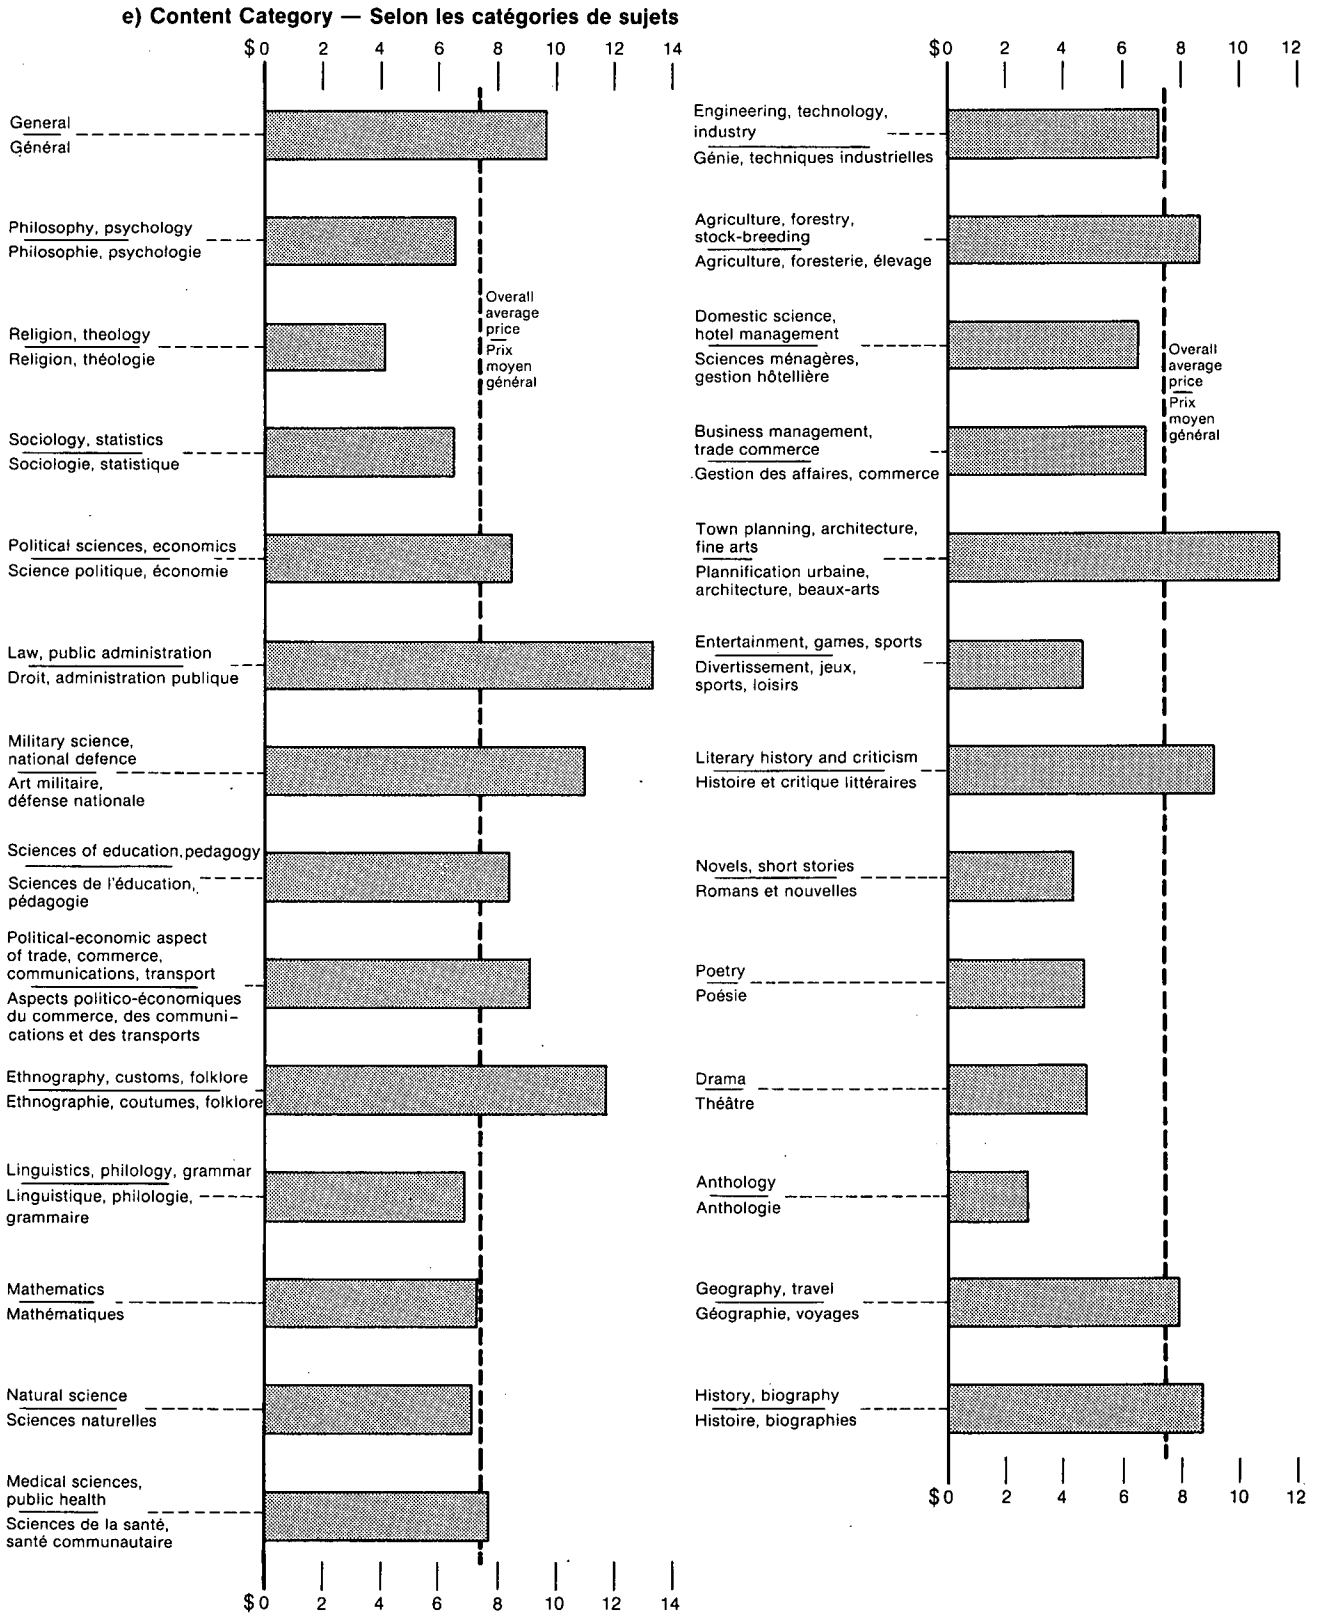 e) Content Category — Selon les catégories de sujets
$ 0 2 4 6 8 10 12 14
General
Général
Philosophy, psychology
Philosophie, psychologie
Overall
average
price
Prix
moyen
général
Religion, theology
Religion, théologie
Sociology, statistics
Sociologie, statistique
Political sciences, economics
Science politique, économie
Law, public administration
Droit, administration publique
Military science,
national defence
Art militaire,
défense nationale
Sciences of education, pedagogy
Sciences de l'éducation,
pédagogie
Political-economic aspect
of trade, commerce,
communications, transport
Aspects politico-économiques
du commerce, des communi-
cations et des transports
Ethnography, customs, folklore
Ethnographie, coutumes, folklore
Linguistics, philology, grammar
Linguistique, philologie,
grammaire
Mathematics
Mathématiques
Natural science
Sciences naturelles
Medical sciences,
public health
Sciences de la santé,
santé communautaire
$ 0 2 4 6 8 10 12 14
$ 0 2 4 6 8 10 12
Engineering, technology,
industry
Génie, techniques industrielles
Agriculture, forestry,
stock-breeding
Agriculture, foresterie, élevage
Domestic science,
hotel management
Sciences ménagères,
gestion hôtellière
Overall
average
price
Prix
moyen
général
Business management,
trade commerce
Gestion des affaires, commerce
Town planning, architecture,
fine arts
Plannification urbaine,
architecture, beaux-arts
Entertainment, games, sports
Divertissement, jeux,
sports, loisirs
Literary history and criticism
Histoire et critique littéraires
Novels, short stories
Romans et nouvelles
Poetry
Poésie
Drama
Théâtre
Anthology
Anthologie
Geography, travel
Géographie, voyages
History, biography
Histoire, biographies
$ 0 2 4 6 8 10 12